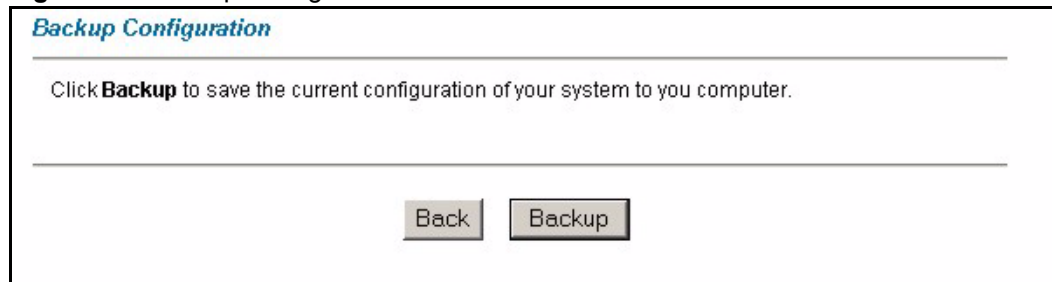 Backup Configuration
Click Backup to save the current configuration of your system to you computer.
Back Backup